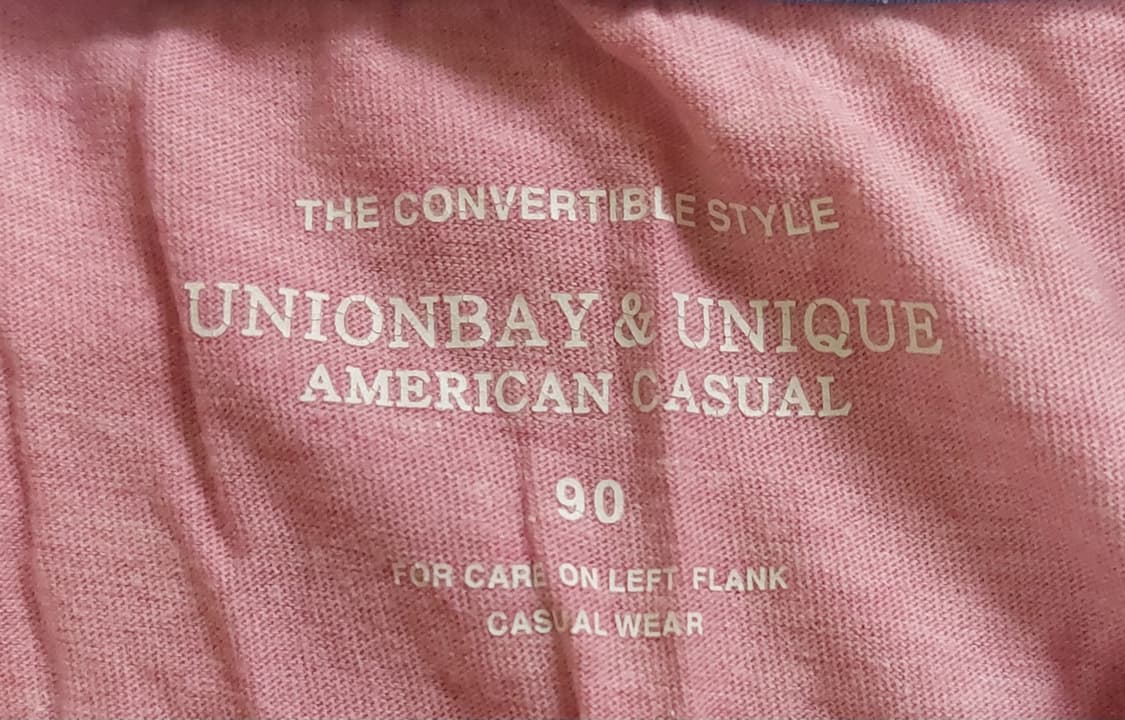 THE CONVERTIBLE STYLE
UNIONBAY & UNIQUE
AMERICAN CASUAL
90
FOR CARE ON LEFT FLANK
CASUAL WEAR